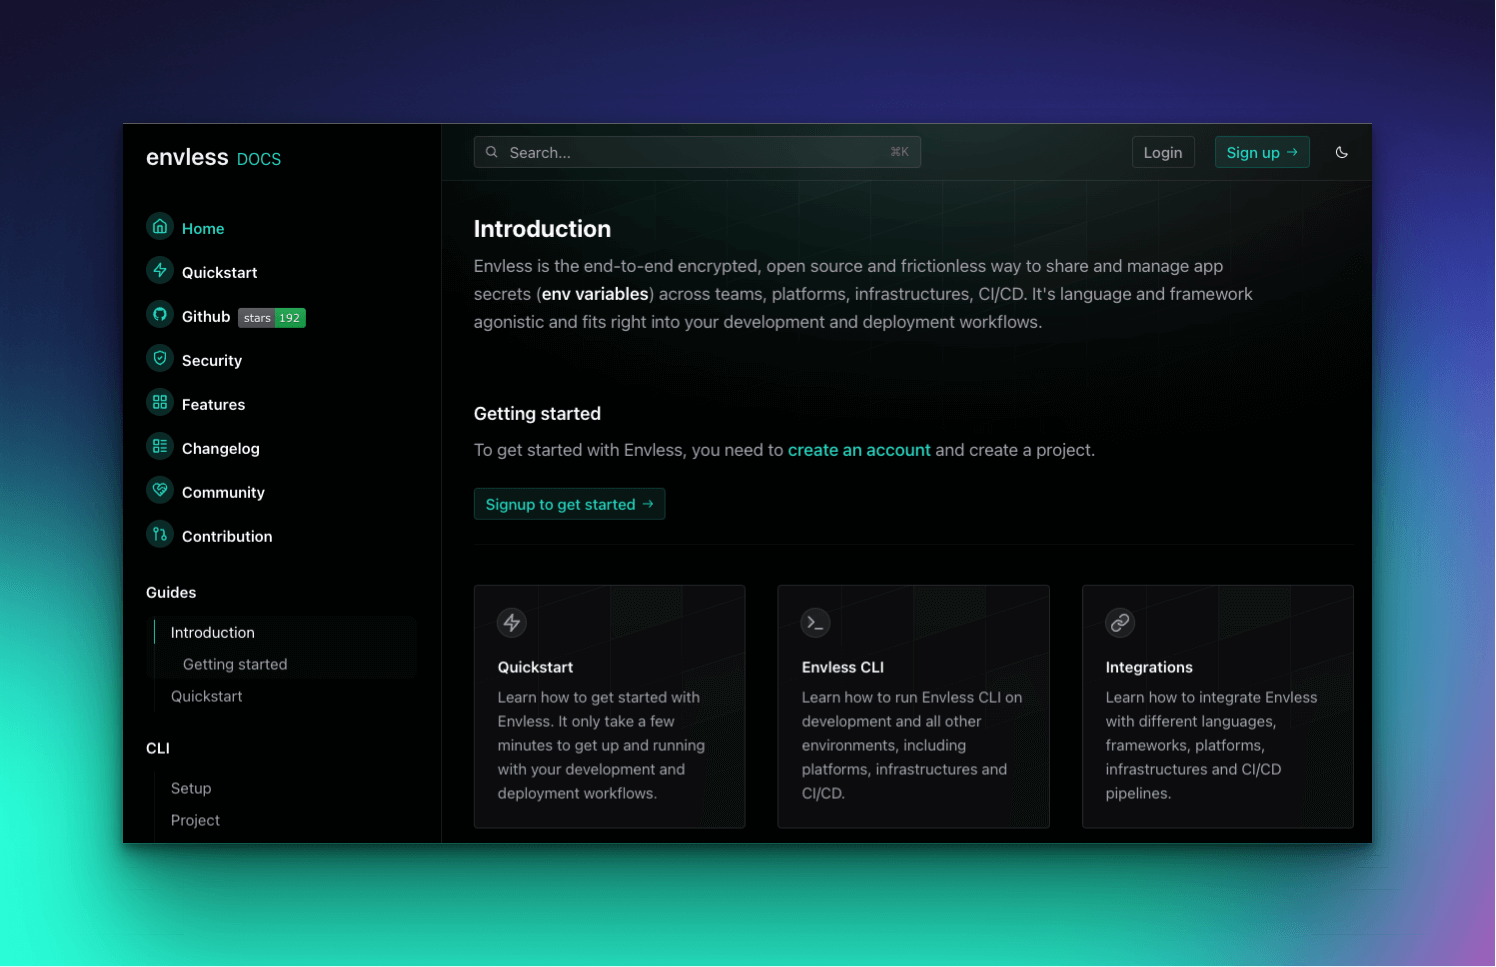 envless DOCS
Search...
⌘K
Login
Sign up →
Home
Quickstart
Github stars 192
Security
Features
Changelog
Community
Contribution
Guides
Introduction
Getting started
Quickstart
CLI
Setup
Project
Introduction
Envless is the end-to-end encrypted, open source and frictionless way to share and manage app
secrets (env variables) across teams, platforms, infrastructures, CI/CD. It's language and framework
agonistic and fits right into your development and deployment workflows.
Getting started
To get started with Envless, you need to create an account and create a project.
Signup to get started →
Quickstart
Learn how to get started with
Envless. It only take a few
minutes to get up and running
with your development and
deployment workflows.
Envless CLI
Learn how to run Envless CLI on
development and all other
environments, including
platforms, infrastructures and
CI/CD.
Integrations
Learn how to integrate Envless
with different languages,
frameworks, platforms,
infrastructures and CI/CD
pipelines.